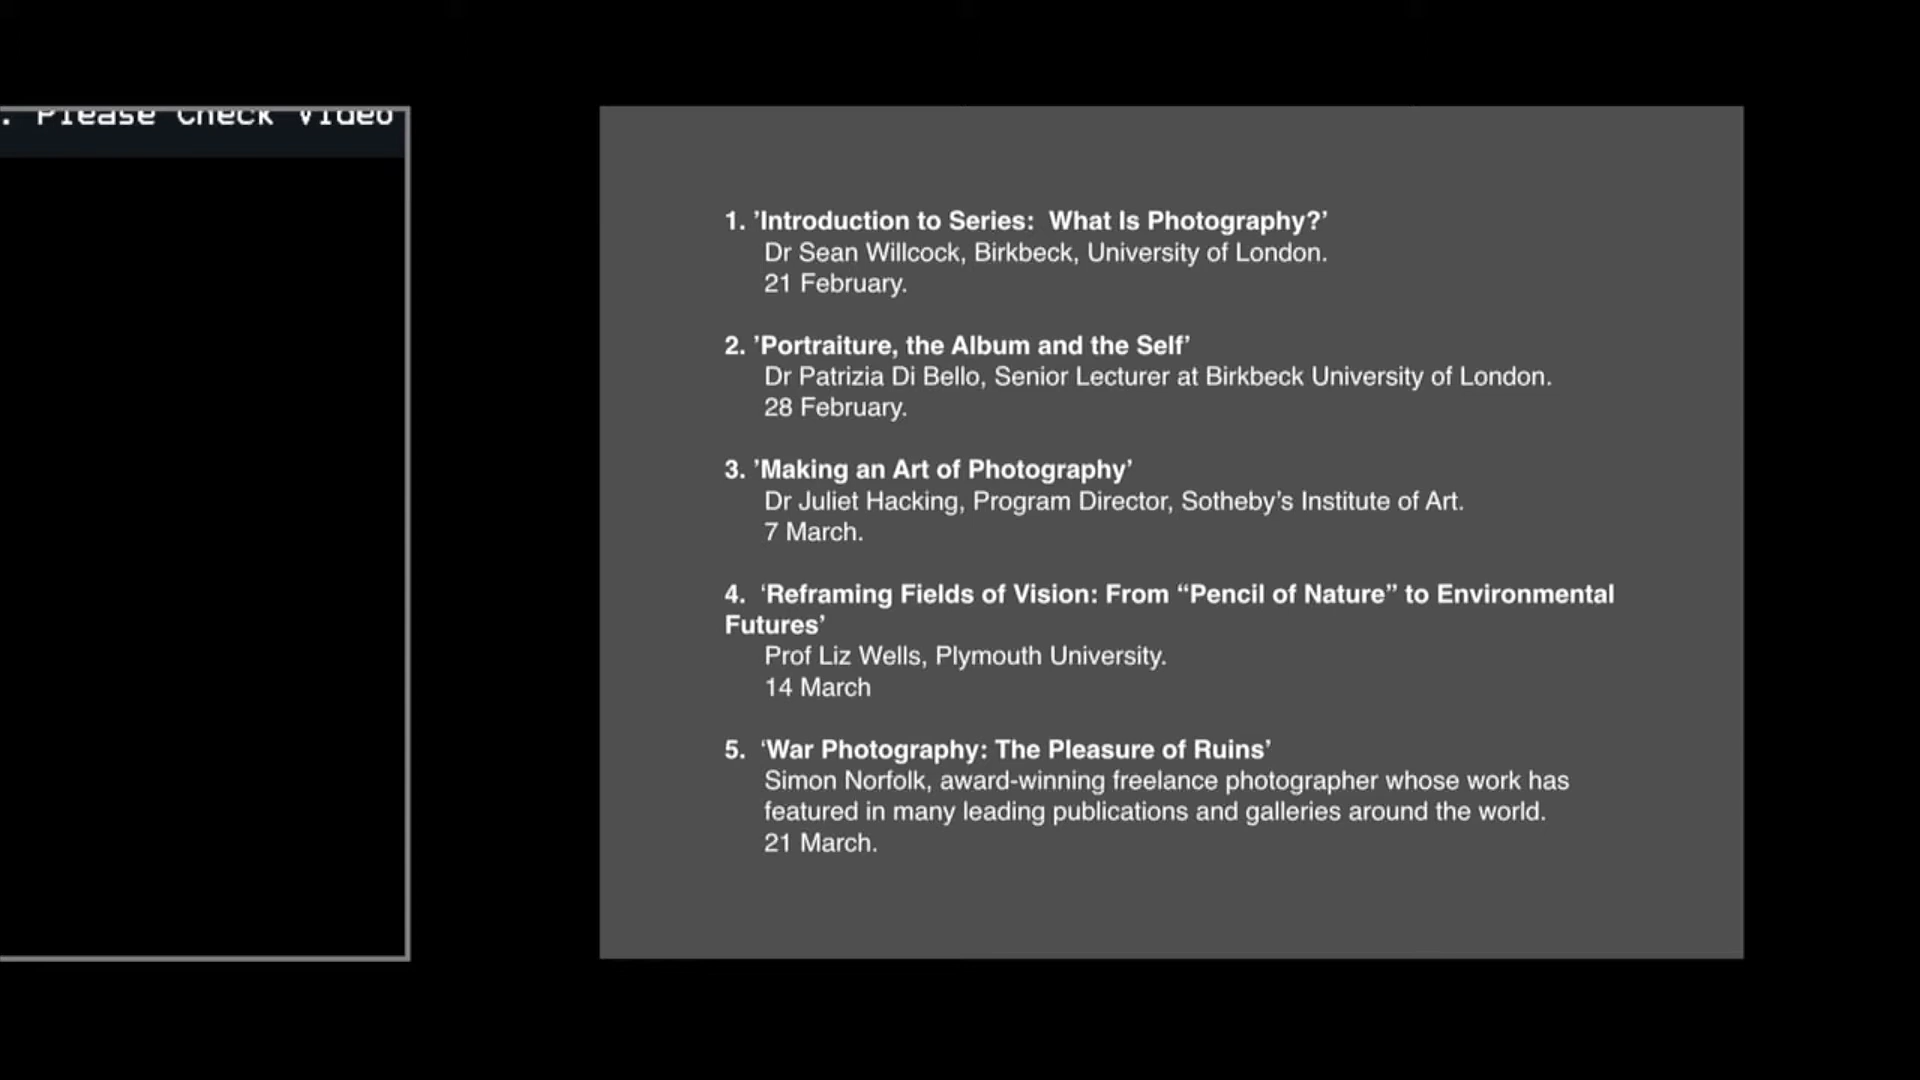 . Please Check Video
1. ’Introduction to Series:  What Is Photography?’
Dr Sean Willcock, Birkbeck, University of London.
21 February.
2. ’Portraiture, the Album and the Self’
Dr Patrizia Di Bello, Senior Lecturer at Birkbeck University of London.
28 February.
3. ’Making an Art of Photography’
Dr Juliet Hacking, Program Director, Sotheby’s Institute of Art.
7 March.
4.  ‘Reframing Fields of Vision: From “Pencil of Nature” to Environmental
Futures’
Prof Liz Wells, Plymouth University.
14 March
5.  ‘War Photography: The Pleasure of Ruins’
Simon Norfolk, award-winning freelance photographer whose work has
featured in many leading publications and galleries around the world.
21 March.